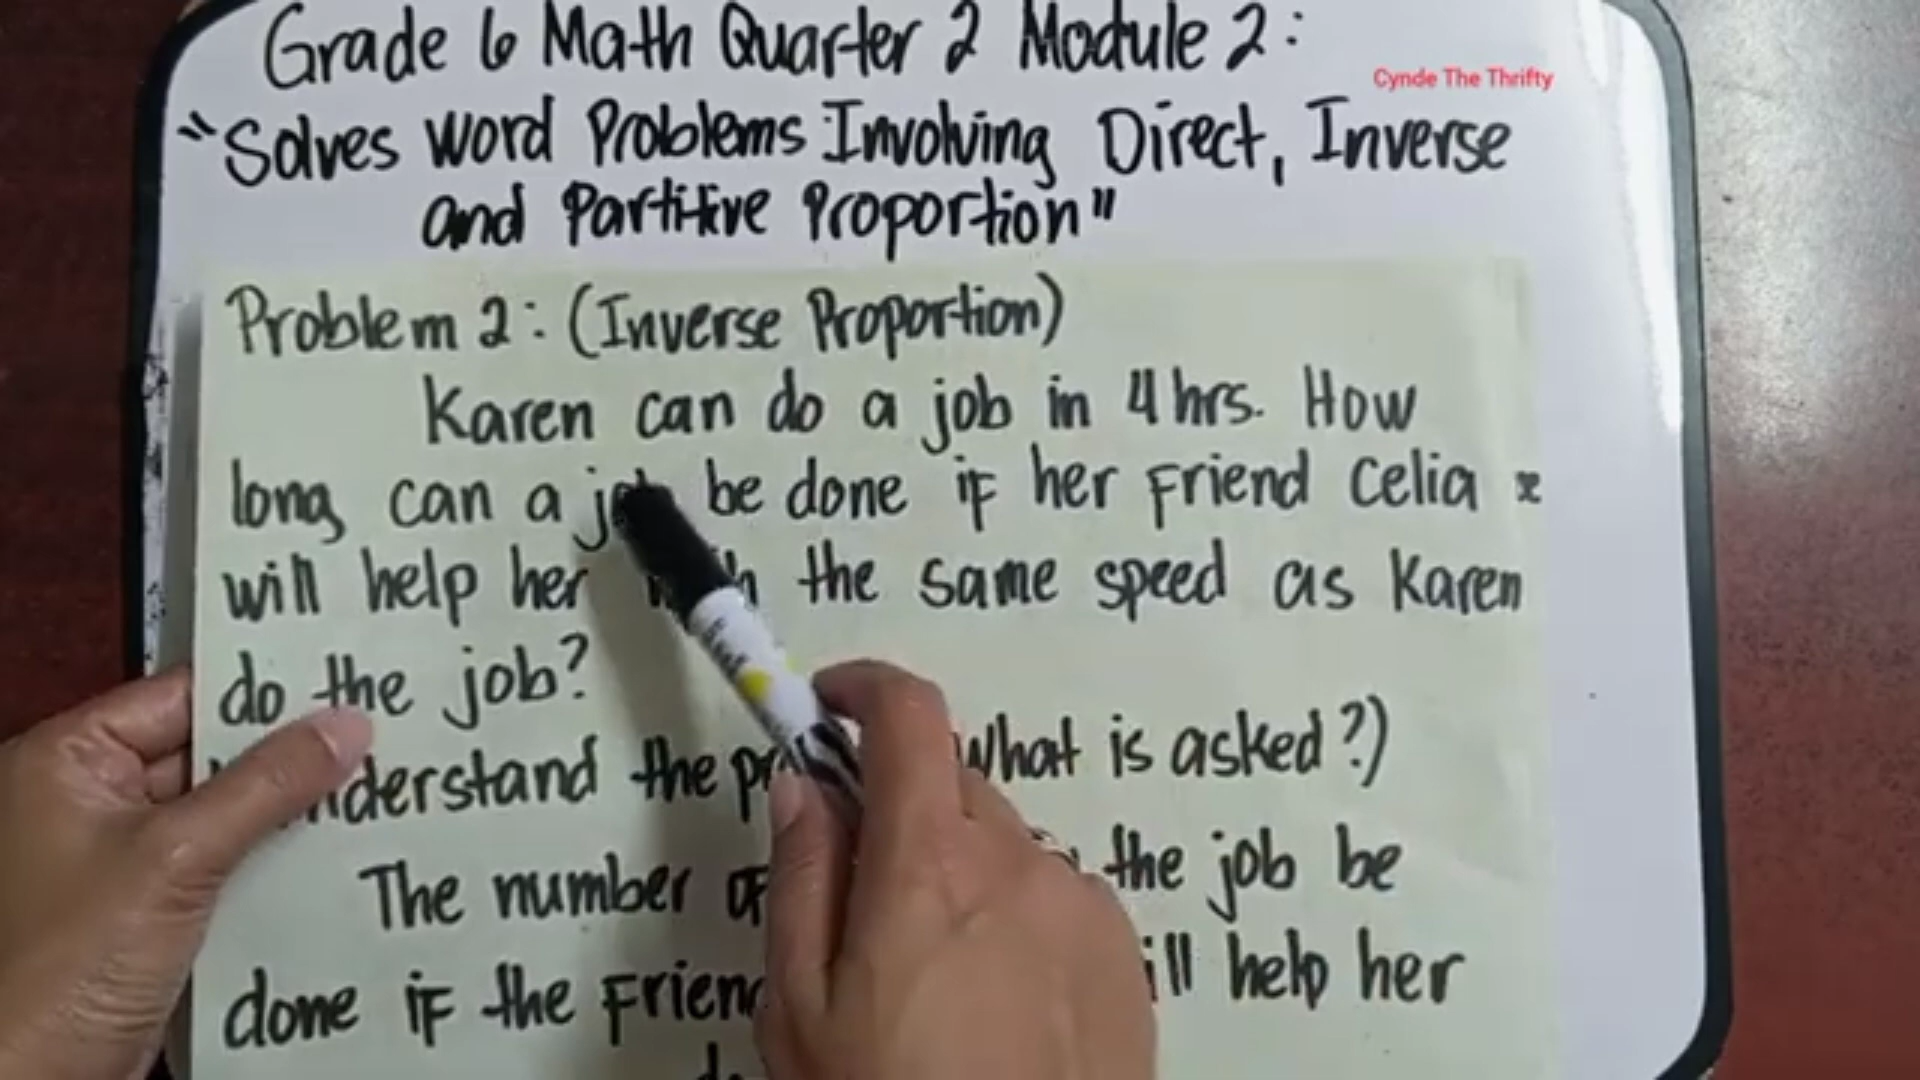 Grade 6 Math Quarter 2 Module 2:
Cynde The Thrifty
"Solves Word Problems Involving Direct, Inverse
and Partitive Proportion"
Problem 2: (Inverse Proportion)
Karen can do a job in 4 hrs. How
long can a job be done if her friend Celia x
will help her the same speed as Karen
do the job?
the What is asked?)
The number of the job be
done if the help her